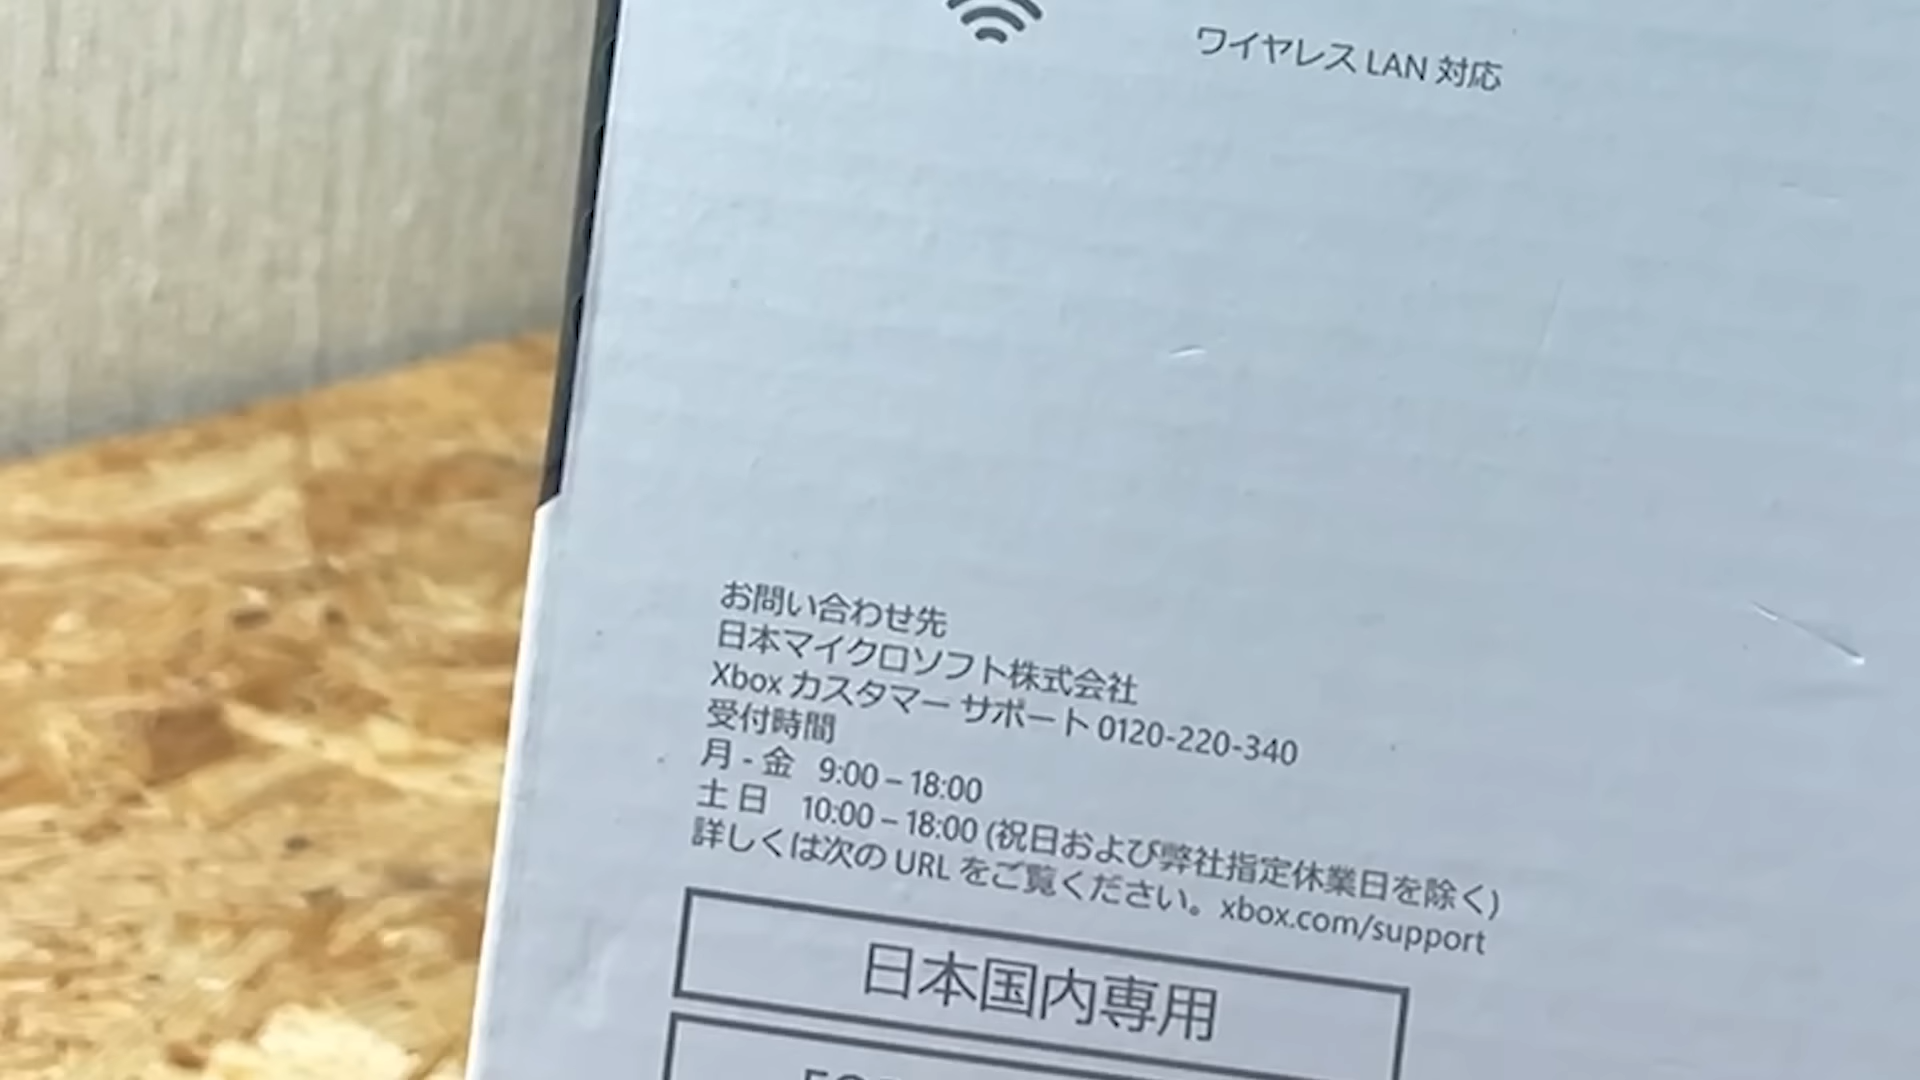 ワイヤレス LAN 対応
お問い合わせ先
日本マイクロソフト株式会社
Xbox カスタマー サポート 0120-220-340
受付時間
月 - 金 9:00 – 18:00
土 日 10:00 – 18:00 (祝日および弊社指定休業日を除く)
詳しくは次の URL をご覧ください。xbox.com/support
日本国内専用